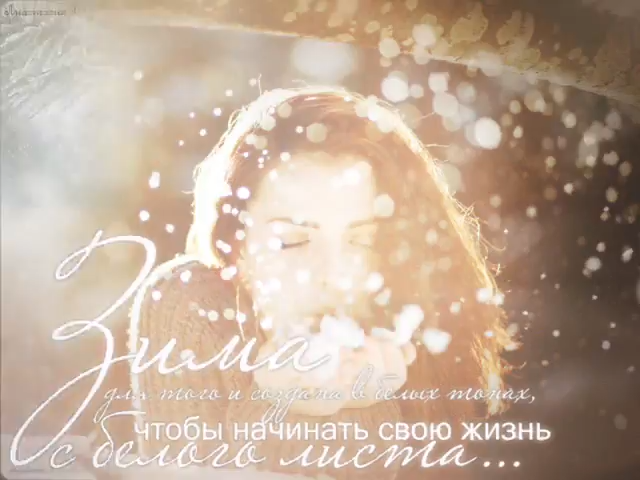 Зима
для того и создана в белых тонах,
чтобы начинать свою жизнь
с белого листа...